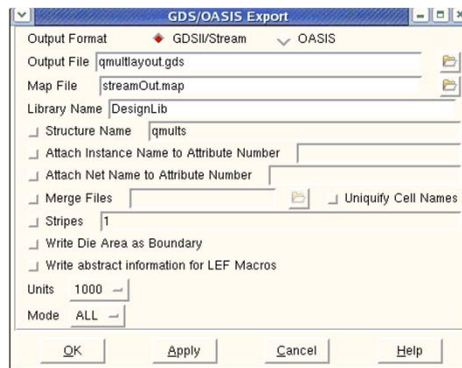 GDS/OASIS Export
Output Format GDSII/Stream OASIS
Output File qmultlayout.gds
Map File streamOut.map
Library Name DesignLib
Structure Name qmults
Attach Instance Name to Attribute Number
Attach Net Name to Attribute Number
Merge Files Uniquify Cell Names
Stripes 1
Write Die Area as Boundary
Write abstract information for LEF Macros
Units 1000
Mode ALL
OK Apply Cancel Help